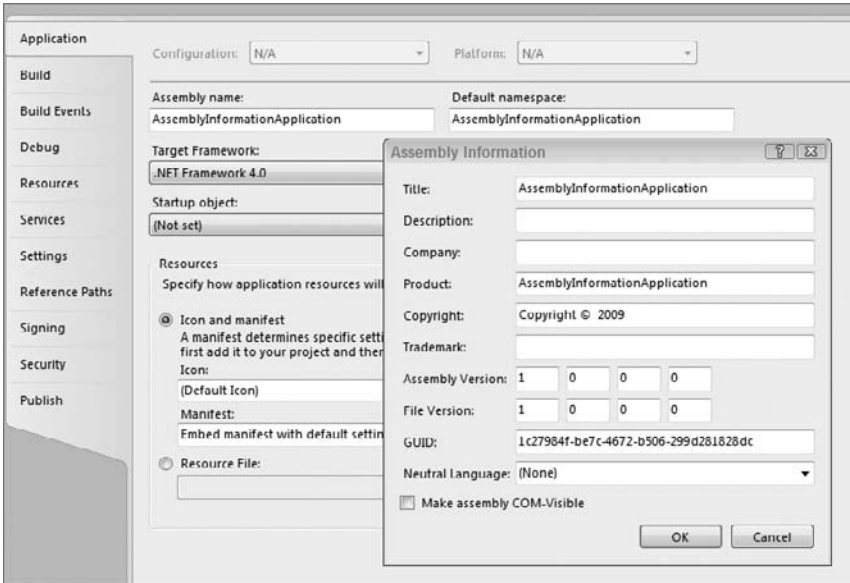 Application
Build
Build Events
Debug
Resources
Services
Settings
Reference Paths
Signing
Security
Publish
Configuration: N/A Platform: N/A
Assembly name: Default namespace:
AssemblyInformationApplication AssemblyInformationApplication
Target Framework:
.NET Framework 4.0
Startup object:
(Not set)
Resources
Specify how application resources will
Icon and manifest
A manifest determines specific setti
first add it to your project and then
Icon:
(Default Icon)
Manifest:
Embed manifest with default settin
Resource File:
Assembly Information
Title: AssemblyInformationApplication
Description:
Company:
Product: AssemblyInformationApplication
Copyright: Copyright © 2009
Trademark:
Assembly Version: 1 0 0 0
File Version: 1 0 0 0
GUID: 1c27984f-be7c-4672-b506-299d281828dc
Neutral Language: (None)
Make assembly COM-Visible
OK Cancel